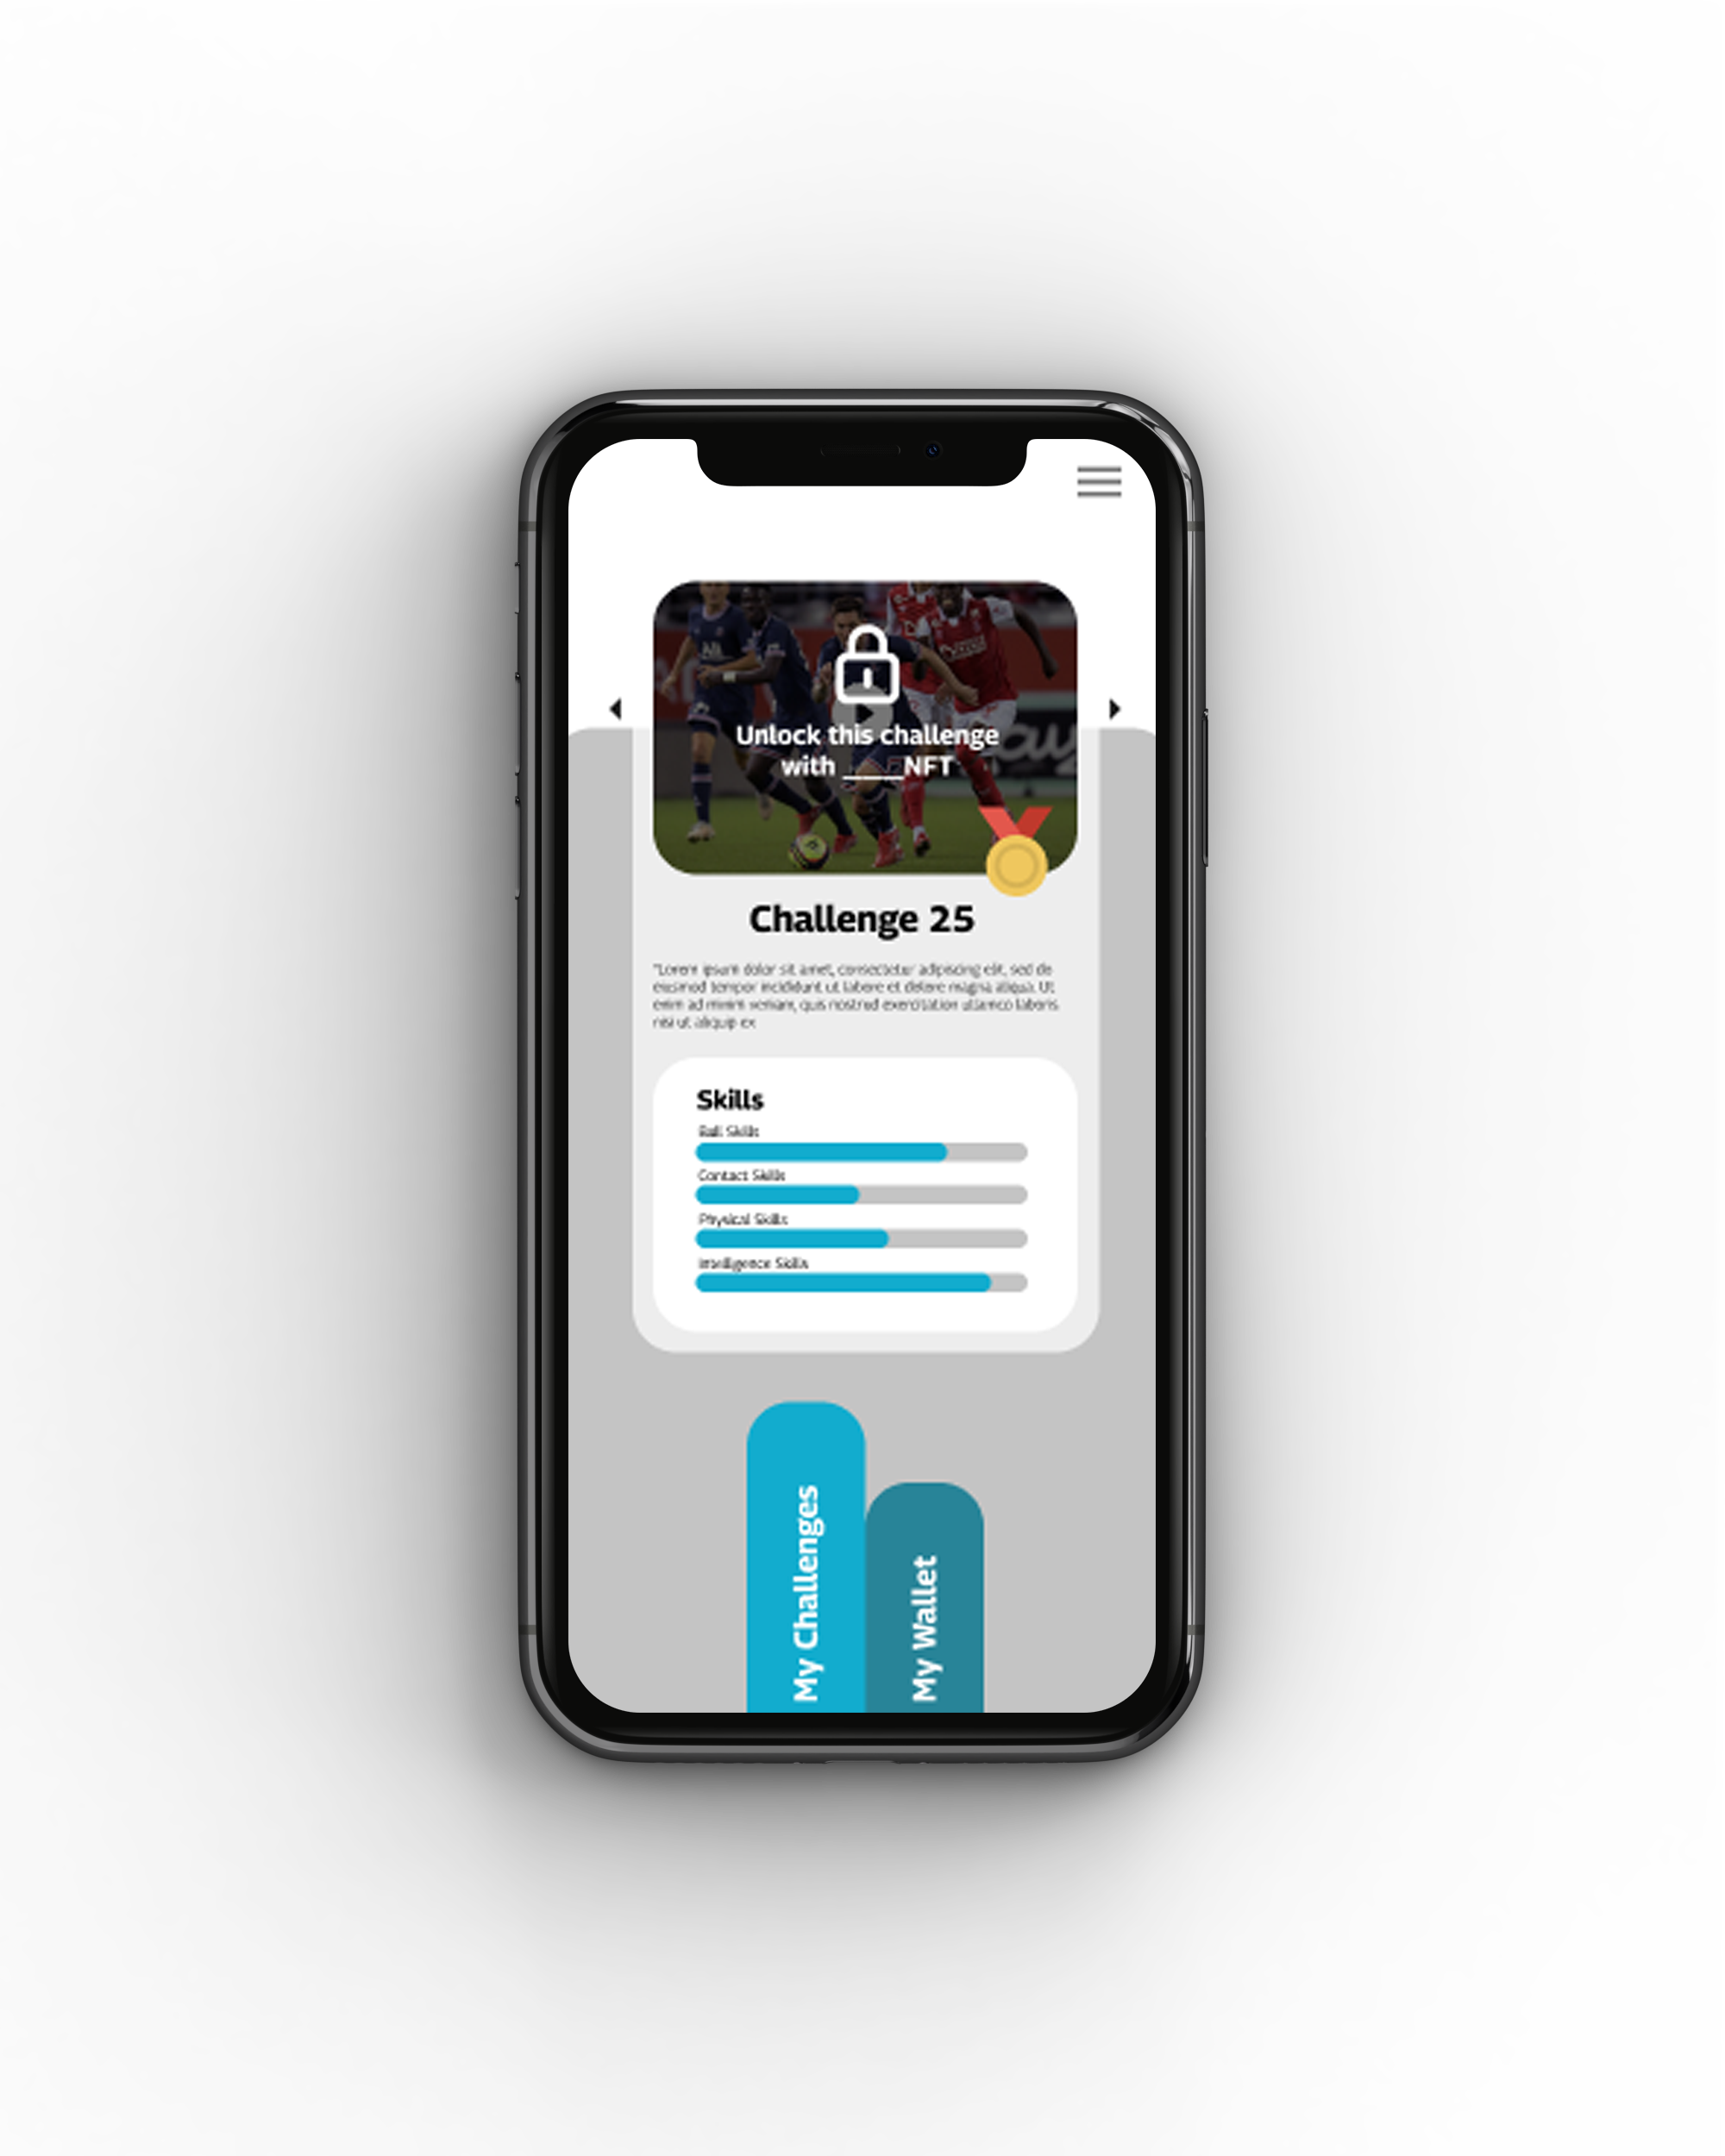 Unlock this challenge
with ____NFT
Challenge 25
"Lorem ipsum dolor sit amet, consectetur adipiscing elit, sed do
eiusmod tempor incididunt ut labore et dolore magna aliqua. Ut
enim ad minim veniam, quis nostrud exercitation ullamco laboris
nisi ut aliquip ex
Skills
Ball Skills
Contact Skills
Physical Skills
Intelligence Skills
My Challenges
My Wallet